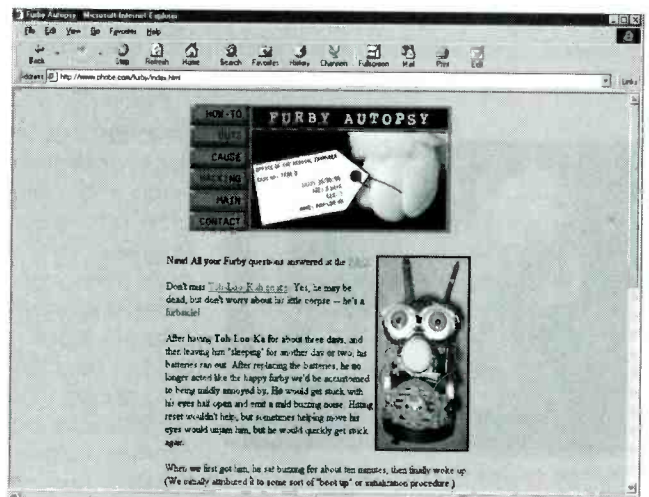 Furby Autopsy - Microsoft Internet Explorer
File Edit View Go Favorites Help
Back Stop Refresh Home Search Favorites History Channels Fullscreen Mail Print Edit
Address http://www.phobe.com/furby/index.html Links
HOW-TO
GUTS
CAUSE
HACKING
MAIN
CONTACT
FURBY AUTOPSY
OFFICE OF THE MEDICAL EXAMINER
New! All your Furby questions answered at the
Don't miss Toh-Loo-Ka's Yes, he may be
dead, but don't worry about his little corpse -- he's a
furbacue!
After having Toh-Loo-Ka for about three days, and
then leaving him "sleeping" for another day or two, his
batteries ran out. After replacing the batteries, he no
longer acted like the happy furby we'd be accustomed
to being mildly annoyed by. He would get stuck with
his eyes half open and emit a mild buzzing noise. Hitting
reset wouldn't help, but sometimes helping move his
eyes would unjam him, but he would quickly get stuck
again.
When we first got him, he sat buzzing for about ten minutes, then finally woke up
(We usually attributed it to some sort of "boot up" or initialization procedure.)